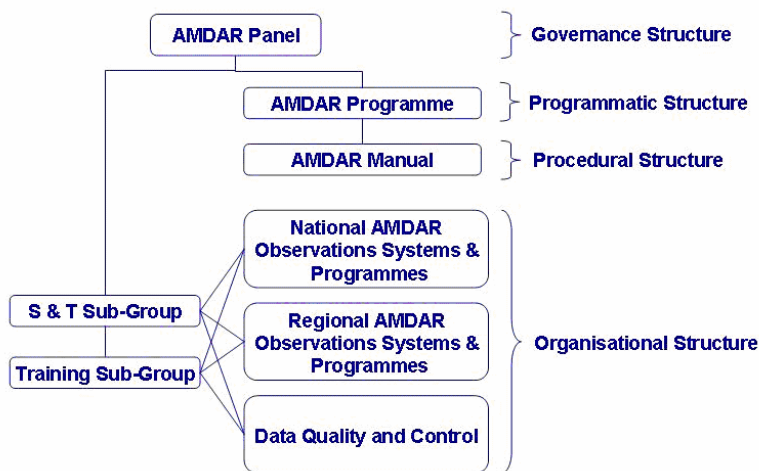 AMDAR Panel
Governance Structure
AMDAR Programme
Programmatic Structure
AMDAR Manual
Procedural Structure
National AMDAR
Observations Systems &
Programmes
S & T Sub-Group
Regional AMDAR
Observations Systems &
Programmes
Organisational Structure
Training Sub-Group
Data Quality and Control